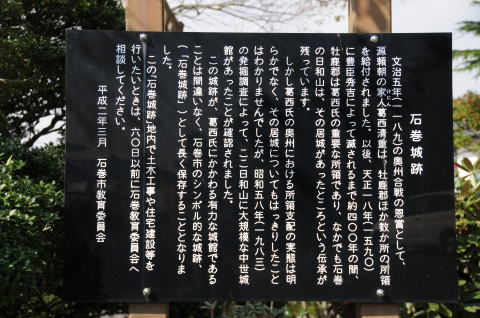 石巻城跡
文治五年(一一八九)の奥州合戦の恩賞として、
源頼朝の家人葛西清重は、牡鹿郡ほか数か所の所領
を給付されました。以後、天正一八年(一五九〇)
に豊臣秀吉によって滅されるまで約四〇〇年の間、
牡鹿郡は葛西氏の重要な所領であり、なかでも石巻
の日和山は、その居城があったところという伝承が
残っています。
しかし葛西氏の奥州における所領支配の実態は明
らかでなく、その居城についてもはっきりしたこと
はわかりませんでしたが、昭和五八年(一九八三)
の発掘調査によって、ここ日和山に大規模な中世城
館があったことが確認されました。
この城跡が、葛西氏にかかわる有力な城館である
ことは間違いなく、石巻市のシンボル的な城跡、
(「石巻城跡」)として長く保存することとなりま
した。
この「石巻城跡」地内で土木工事や住宅建設等を
行いたいときは、六〇日以前に石巻教育委員会へ
相談してください。
平成二年三月 石巻市教育委員会